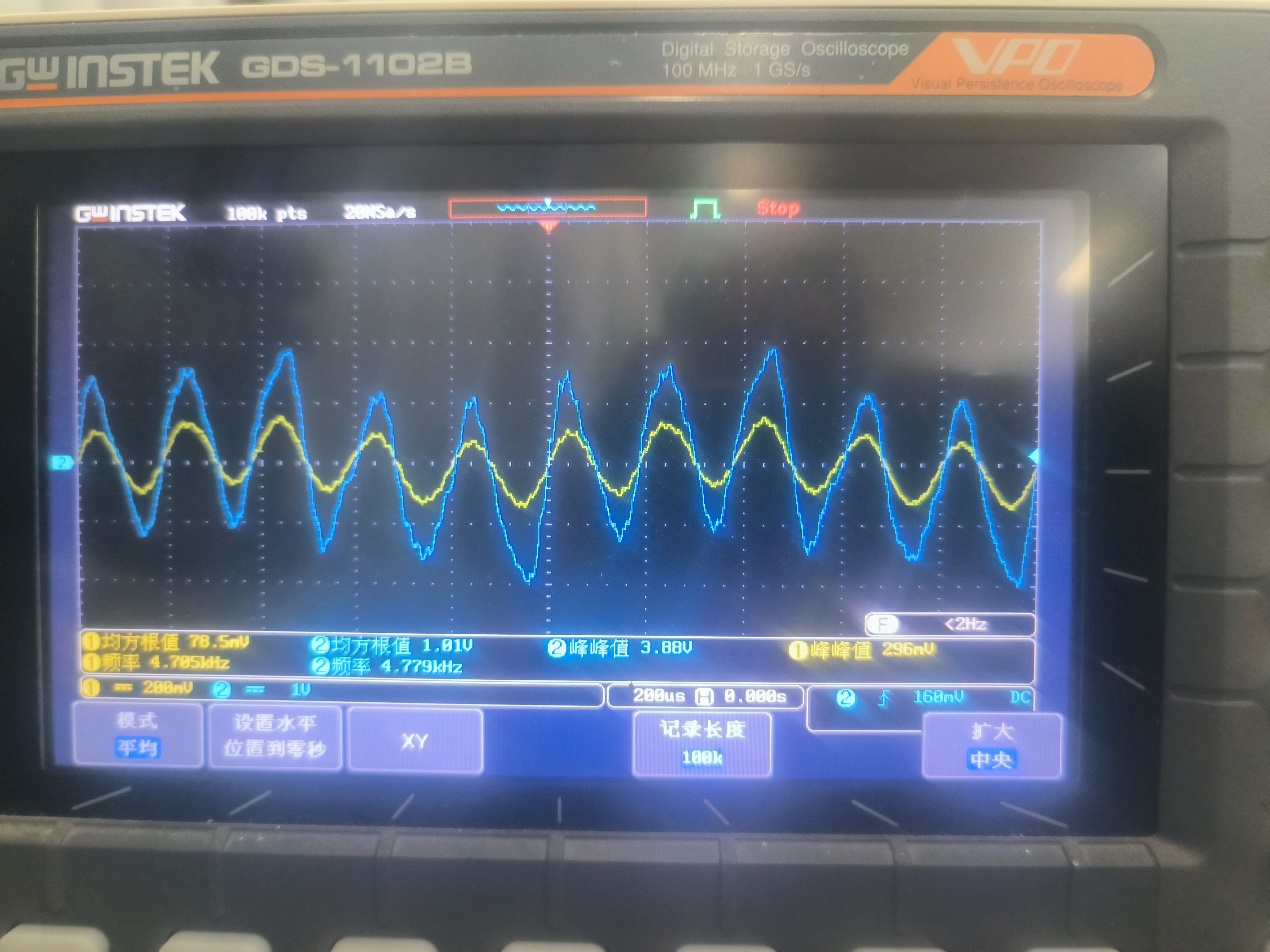 GW INSTEK GDS-1102B
Digital Storage Oscilloscope
100 MHz 1 GS/s
VPO
Visual Persistence Oscilloscope
GW INSTEK 100k pts 20MSa/s Stop
2
F <2Hz
1 均方根值 78.5mV 2 均方根值 1.01V 2 峰峰值 3.88V 1 峰峰值 296mV
1 频率 4.705kHz 2 频率 4.779kHz
1 200mV 2 1V 200us H 0.000s 2 160mV DC
模式
平均
设置水平
位置到零秒
XY
记录长度
100k
扩大
中央